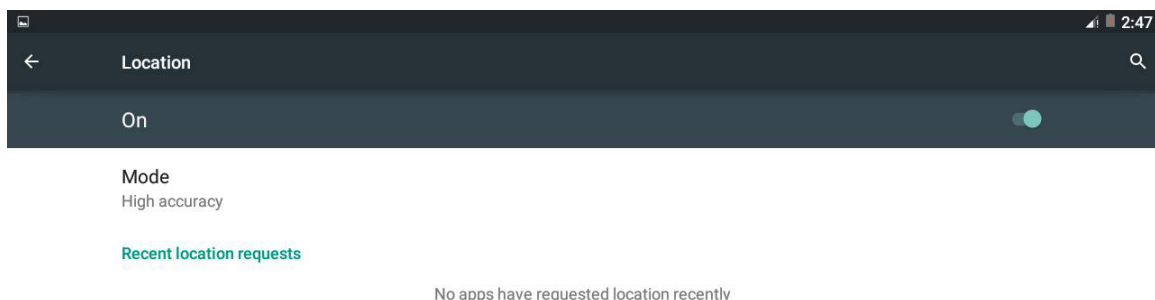 2:47
Location
On
Mode
High accuracy
Recent location requests
No apps have requested location recently